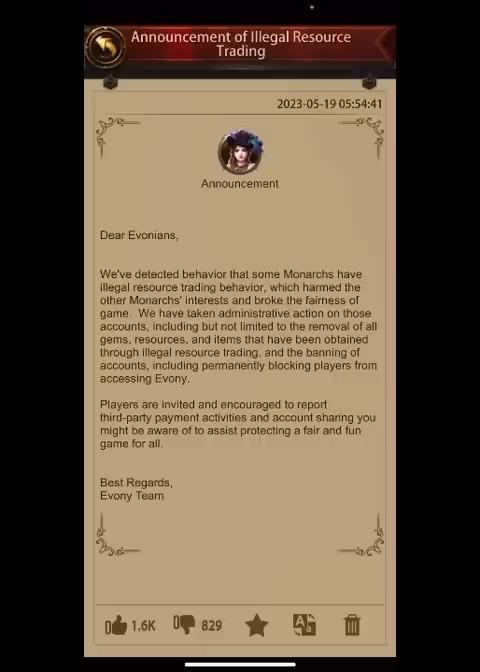 Announcement of Illegal Resource
Trading
2023-05-19 05:54:41
Announcement
Dear Evonians,
We've detected behavior that some Monarchs have
illegal resource trading behavior, which harmed the
other Monarchs' interests and broke the fairness of
game.  We have taken administrative action on those
accounts, including but not limited to the removal of all
gems, resources, and items that have been obtained
through illegal resource trading, and the banning of
accounts, including permanently blocking players from
accessing Evony.
Players are invited and encouraged to report
third-party payment activities and account sharing you
might be aware of to assist protecting a fair and fun
game for all.
Best Regards,
Evony Team
1.6K 829 A a